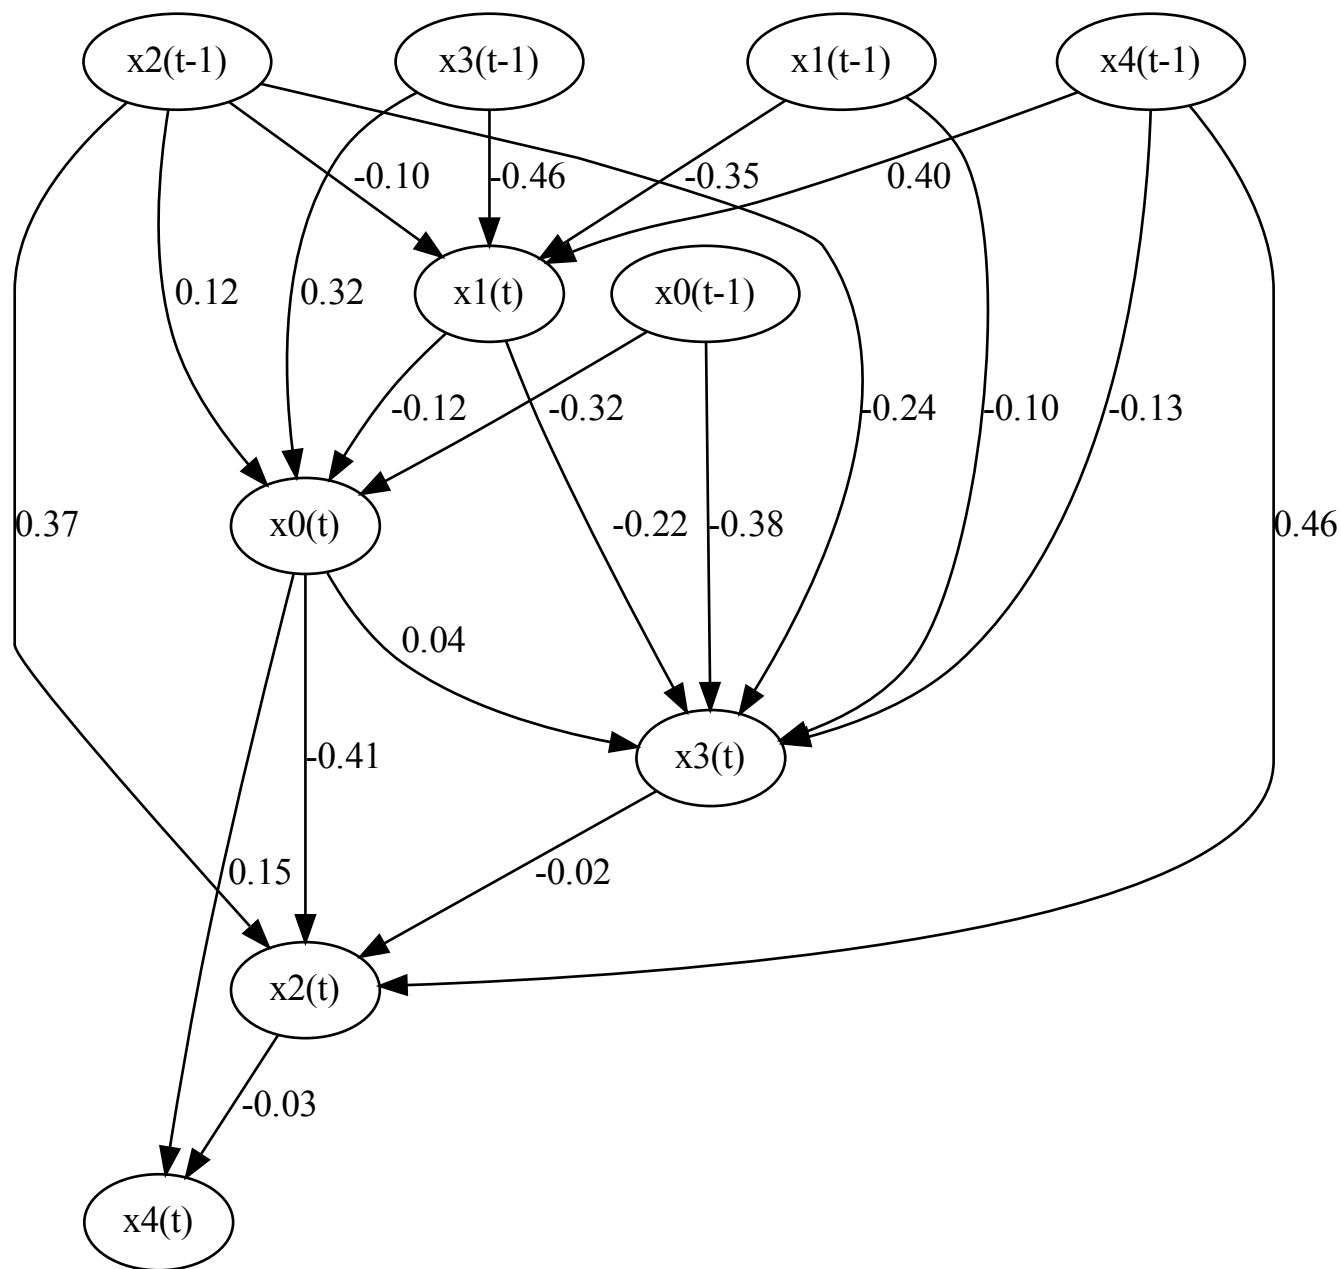 x2(t-1) x3(t-1) x1(t-1) x4(t-1)
-0.10 -0.46 -0.35 0.40
0.12 0.32 x1(t) x0(t-1)
-0.12 -0.32 -0.24 -0.10 -0.13
0.37 x0(t) -0.22 -0.38 0.46
0.04
-0.41 x3(t)
0.15 -0.02
x2(t)
-0.03
x4(t)